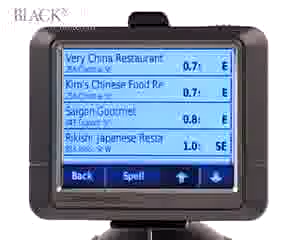 BLACK
Very China Restaurant
0.7 E
Kim's Chinese Food Re
0.7 E
Saigon Gourmet
0.8 E
Rikishi Japanese Resta
1.0 SE
Back Spell